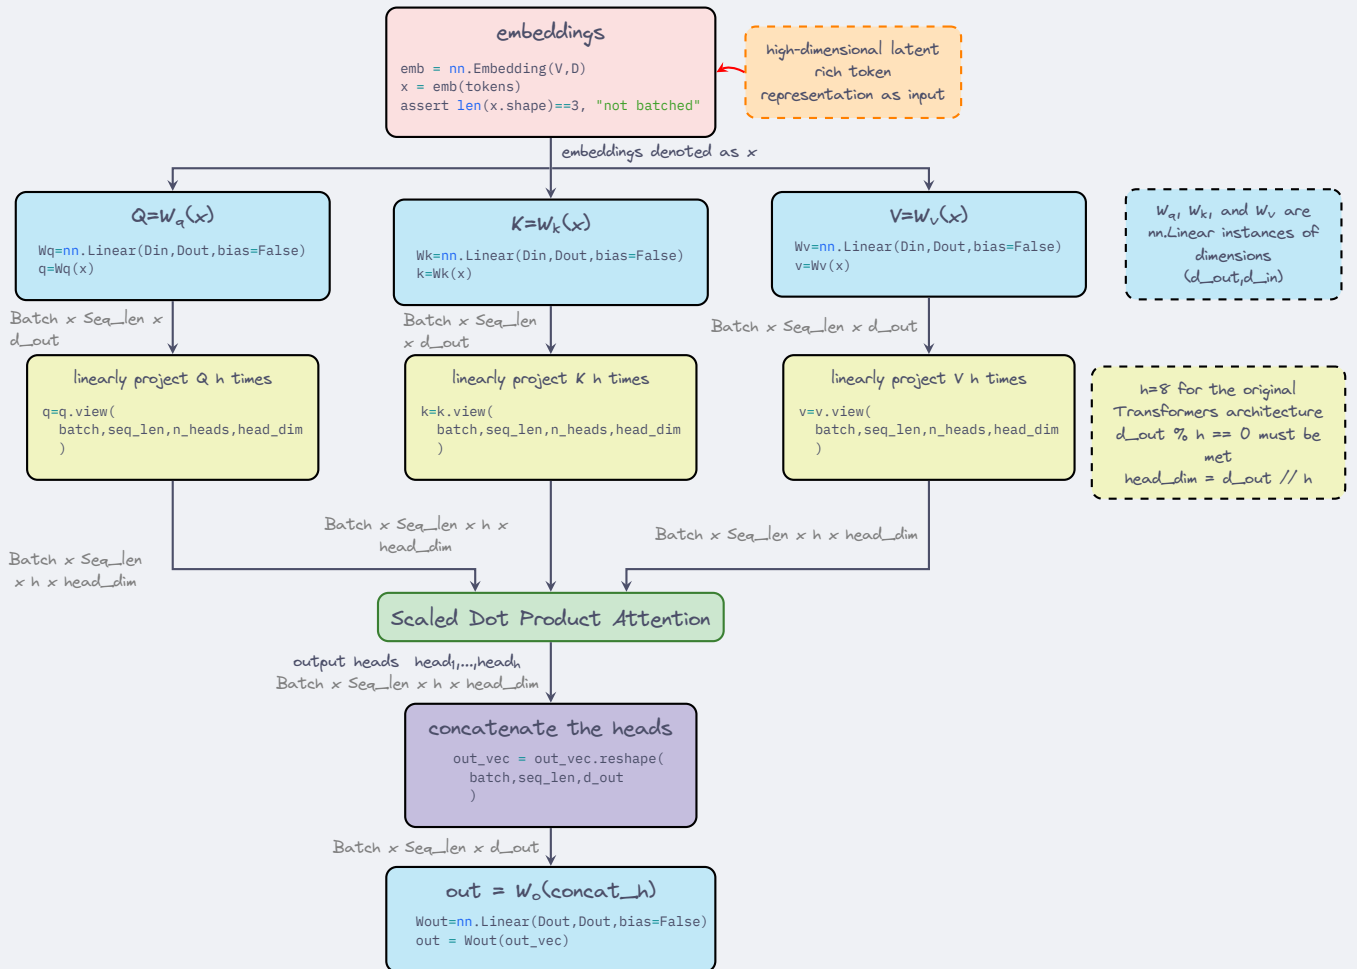 embeddings
emb = nn.Embedding(V,D)
x = emb(tokens)
assert len(x.shape)==3, "not batched"
high-dimensional latent
rich token
representation as input
embeddings denoted as x
Q=W_q(x)
Wq=nn.Linear(Din,Dout,bias=False)
q=Wq(x)
K=W_k(x)
Wk=nn.Linear(Din,Dout,bias=False)
k=Wk(x)
V=W_v(x)
Wv=nn.Linear(Din,Dout,bias=False)
v=Wv(x)
W_q, W_k, and W_v are
nn.Linear instances of
dimensions
(d_out,d_in)
Batch x Seq_len x
d_out
Batch x Seq_len
x d_out
Batch x Seq_len x d_out
linearly project Q h times
q=q.view(
batch,seq_len,n_heads,head_dim
)
linearly project K h times
k=k.view(
batch,seq_len,n_heads,head_dim
)
linearly project V h times
v=v.view(
batch,seq_len,n_heads,head_dim
)
h=8 for the original
Transformers architecture
d_out % h == 0 must be
met
head_dim = d_out // h
Batch x Seq_len
x h x head_dim
Batch x Seq_len x h x
head_dim
Batch x Seq_len x h x head_dim
Scaled Dot Product Attention
output heads head₁,...,headₕ
Batch x Seq_len x h x head_dim
concatenate the heads
out_vec = out_vec.reshape(
batch,seq_len,d_out
)
Batch x Seq_len x d_out
out = W_o(concat_h)
Wout=nn.Linear(Dout,Dout,bias=False)
out = Wout(out_vec)